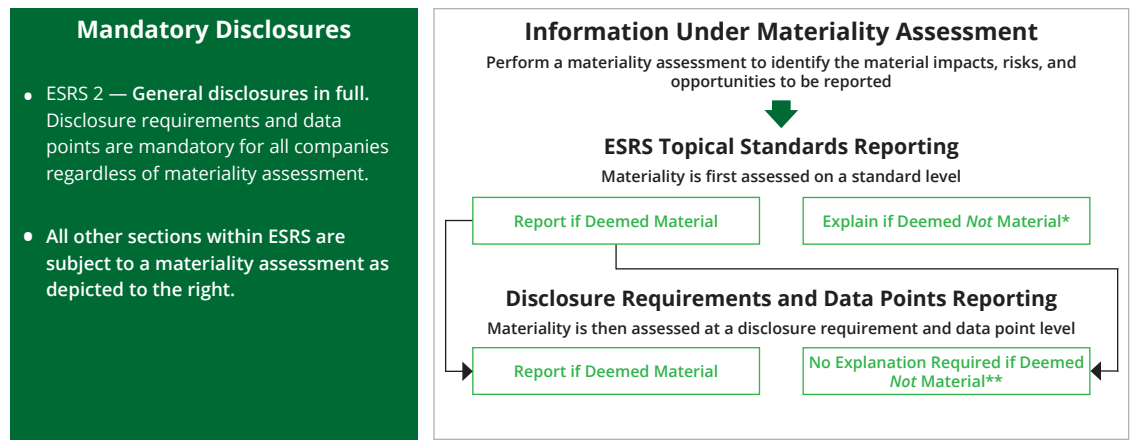 Mandatory Disclosures
• ESRS 2 — General disclosures in full.
Disclosure requirements and data
points are mandatory for all companies
regardless of materiality assessment.
• All other sections within ESRS are
subject to a materiality assessment as
depicted to the right.
Information Under Materiality Assessment
Perform a materiality assessment to identify the material impacts, risks, and
opportunities to be reported
ESRS Topical Standards Reporting
Materiality is first assessed on a standard level
Report if Deemed Material
Explain if Deemed Not Material*
Disclosure Requirements and Data Points Reporting
Materiality is then assessed at a disclosure requirement and data point level
Report if Deemed Material
No Explanation Required if Deemed
Not Material**